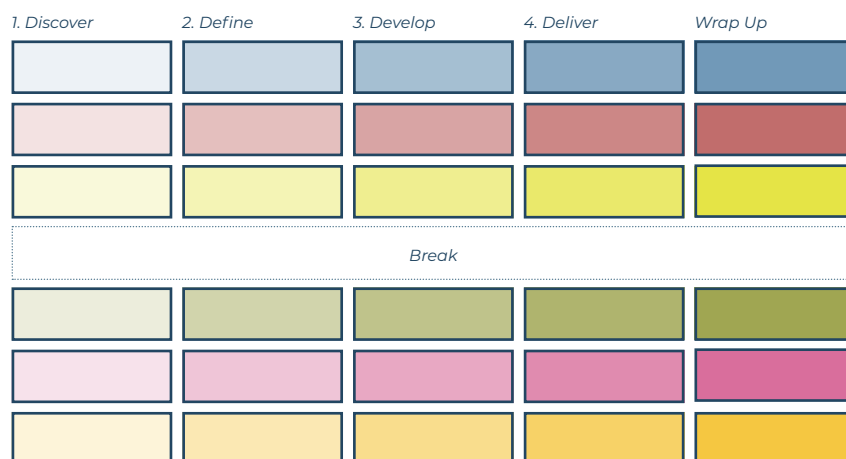 1. Discover
2. Define
3. Develop
4. Deliver
Wrap Up
Break